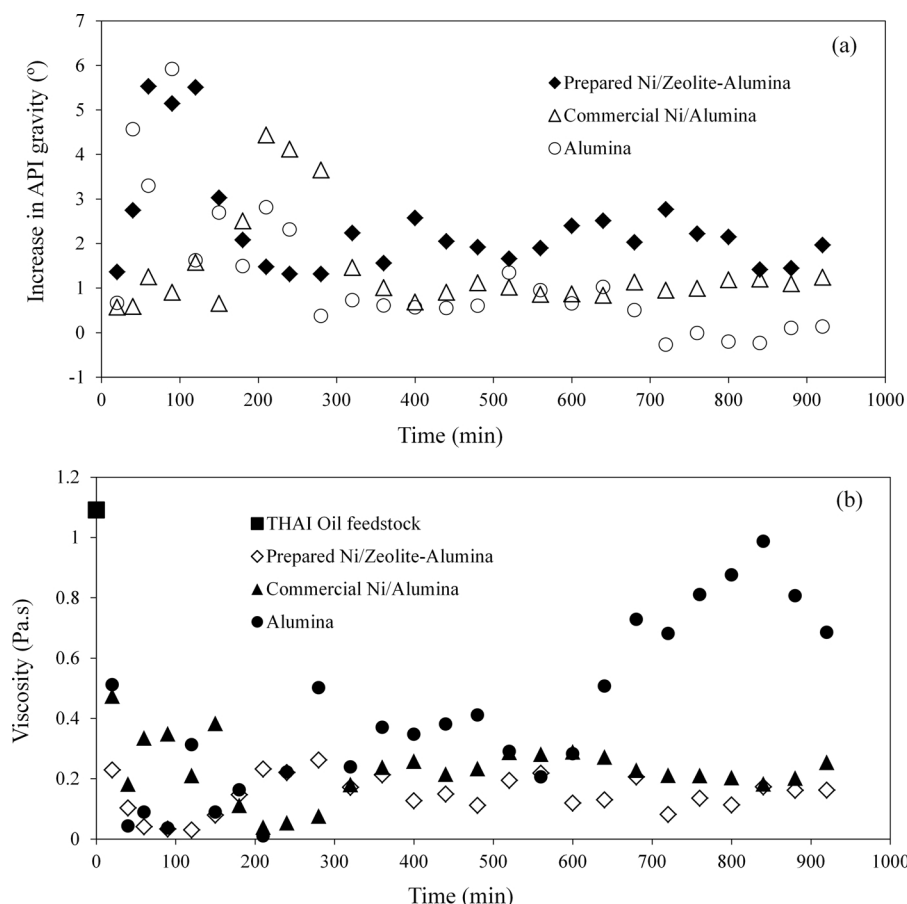 7
(a)
6
Prepared Ni/Zeolite-Alumina
5
Commercial Ni/Alumina
4
Alumina
3
2
1
0
-1
Increase in API gravity (º)
0 100 200 300 400 500 600 700 800 900 1000
Time (min)
1.2
(b)
THAI Oil feedstock
1
Prepared Ni/Zeolite-Alumina
Commercial Ni/Alumina
0.8
Alumina
0.6
0.4
0.2
0
Viscosity (Pa.s)
0 100 200 300 400 500 600 700 800 900 1000
Time (min)